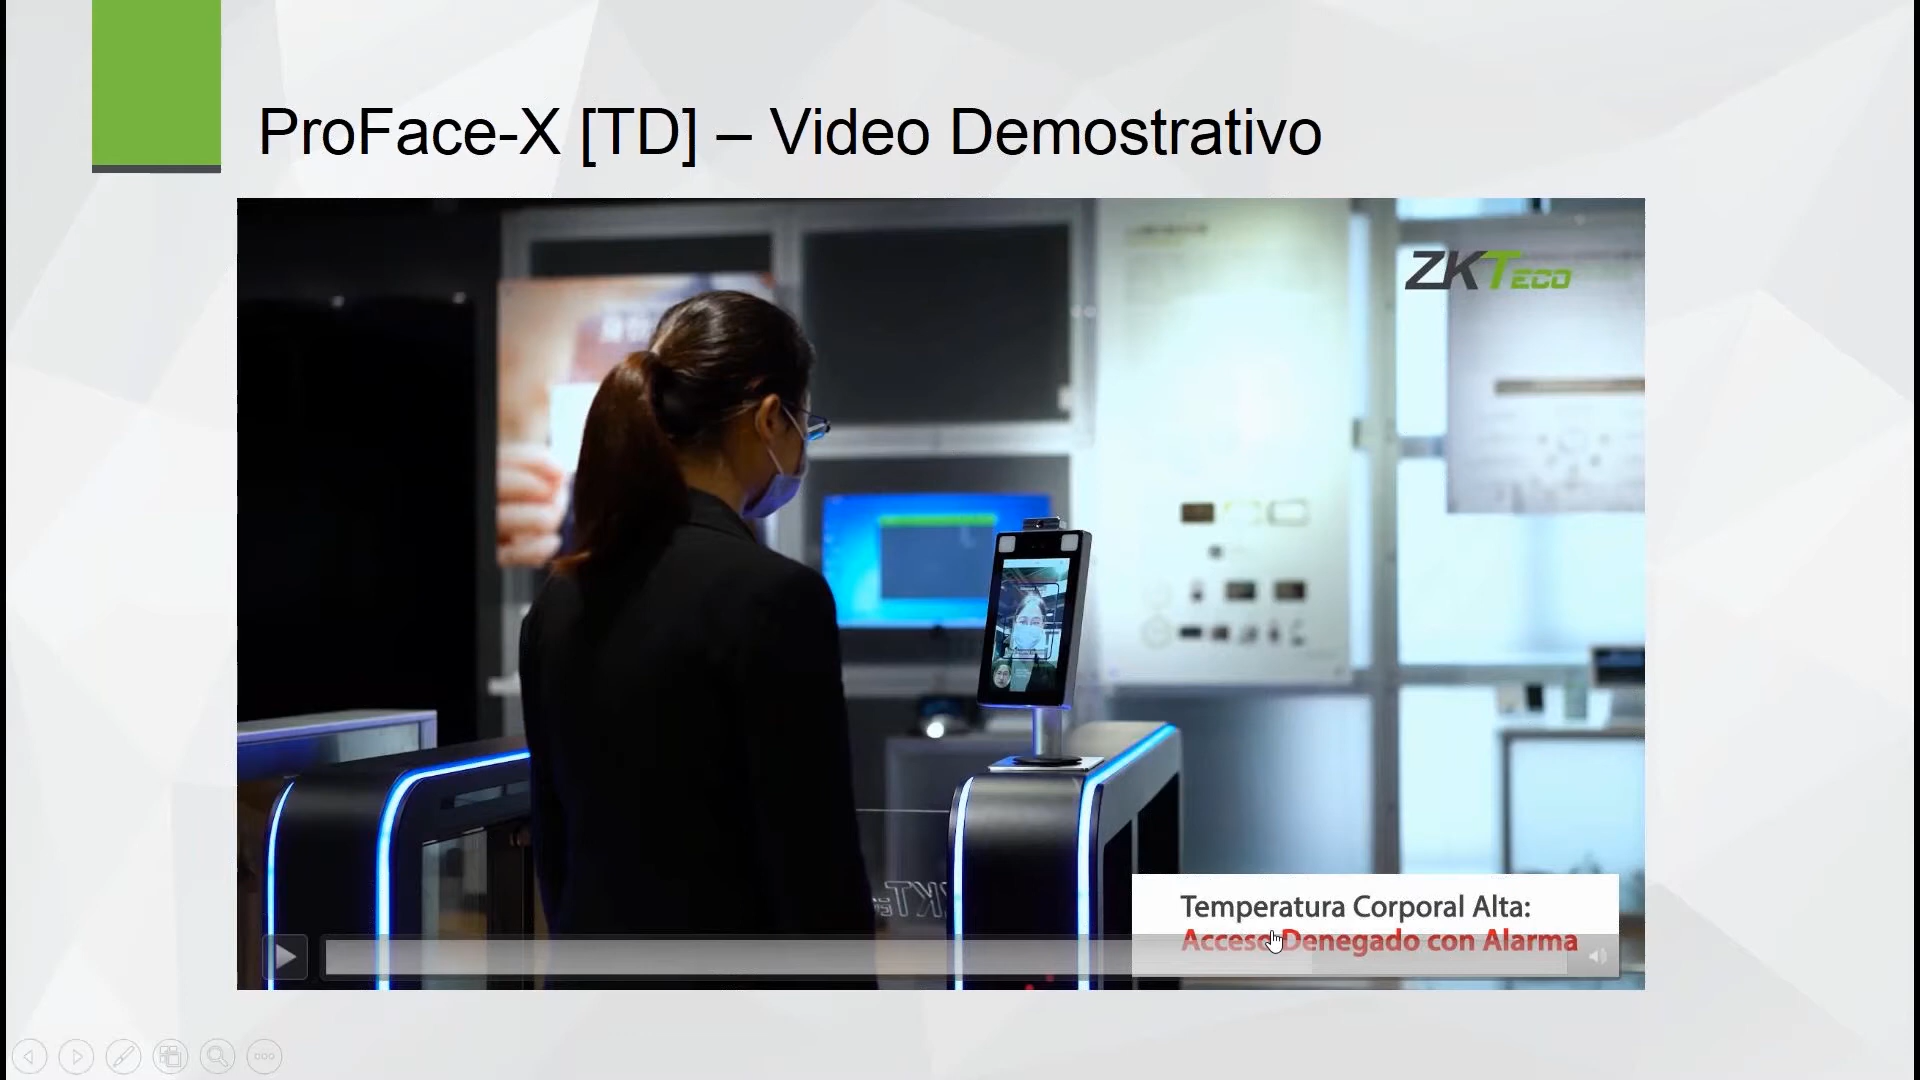 ProFace-X [TD] – Video Demostrativo
ZKTECO
Temperatura Corporal Alta:
Acceso Denegado con Alarma